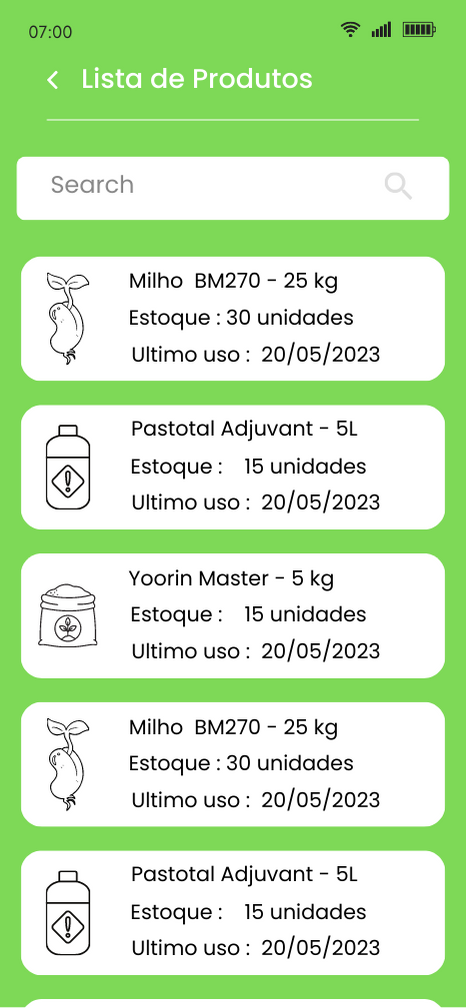 07:00
Lista de Produtos
Search
Milho BM270 - 25 kg
Estoque : 30 unidades
Ultimo uso : 20/05/2023
Pastotal Adjuvant - 5L
Estoque : 15 unidades
Ultimo uso : 20/05/2023
Yoorin Master - 5 kg
Estoque : 15 unidades
Ultimo uso : 20/05/2023
Milho BM270 - 25 kg
Estoque : 30 unidades
Ultimo uso : 20/05/2023
Pastotal Adjuvant - 5L
Estoque : 15 unidades
Ultimo uso : 20/05/2023